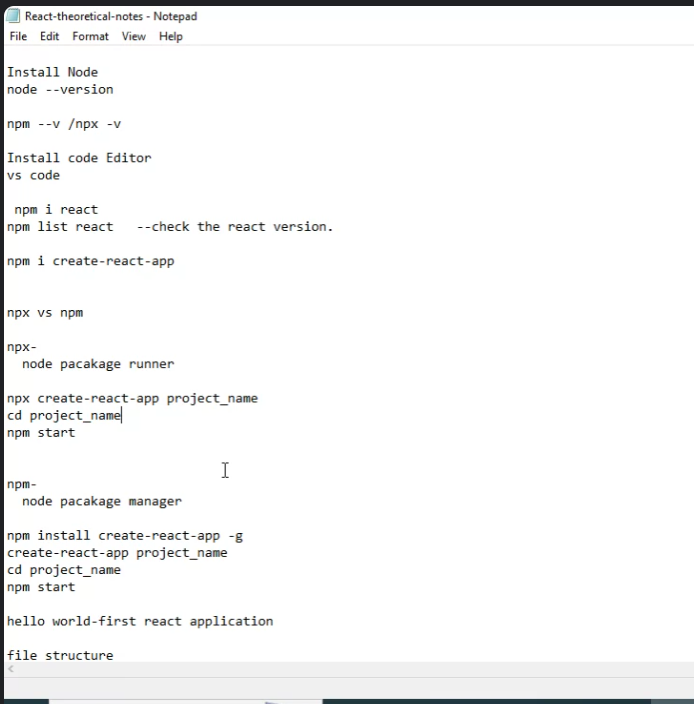 React-theoretical-notes - Notepad
File Edit Format View Help
Install Node
node --version
npm --v /npx -v
Install code Editor
vs code
npm i react
npm list react --check the react version.
npm i create-react-app
npx vs npm
npx-
node pacakage runner
npx create-react-app project_name
cd project_name
npm start
npm-
node pacakage manager
npm install create-react-app -g
create-react-app project_name
cd project_name
npm start
hello world-first react application
file structure